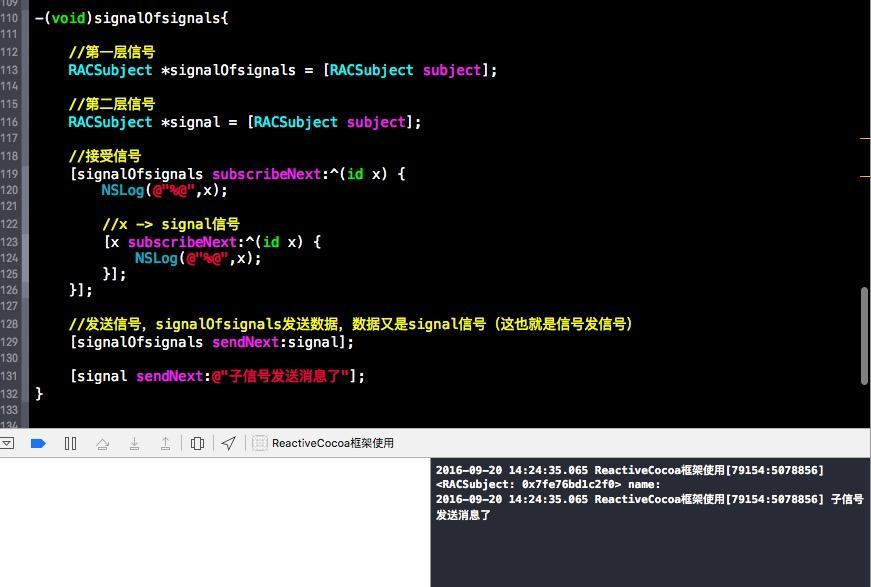 109
110 -(void)signalOfsignals{
111
112 //第一层信号
113 RACSubject *signalOfsignals = [RACSubject subject];
114
115 //第二层信号
116 RACSubject *signal = [RACSubject subject];
117
118 //接受信号
119 [signalOfsignals subscribeNext:^(id x) {
120 NSLog(@"%@",x);
121
122 //x -> signal信号
123 [x subscribeNext:^(id x) {
124 NSLog(@"%@",x);
125 }];
126 }];
127
128 //发送信号，signalOfsignals发送数据，数据又是signal信号（这也就是信号发信号）
129 [signalOfsignals sendNext:signal];
130
131 [signal sendNext:@"子信号发送消息了"];
132 }
133
134
ReactiveCocoa框架使用
2016-09-20 14:24:35.065 ReactiveCocoa框架使用[79154:5078856]
<RACSubject: 0x7fe76bd1c2f0> name:
2016-09-20 14:24:35.065 ReactiveCocoa框架使用[79154:5078856] 子信号
发送消息了